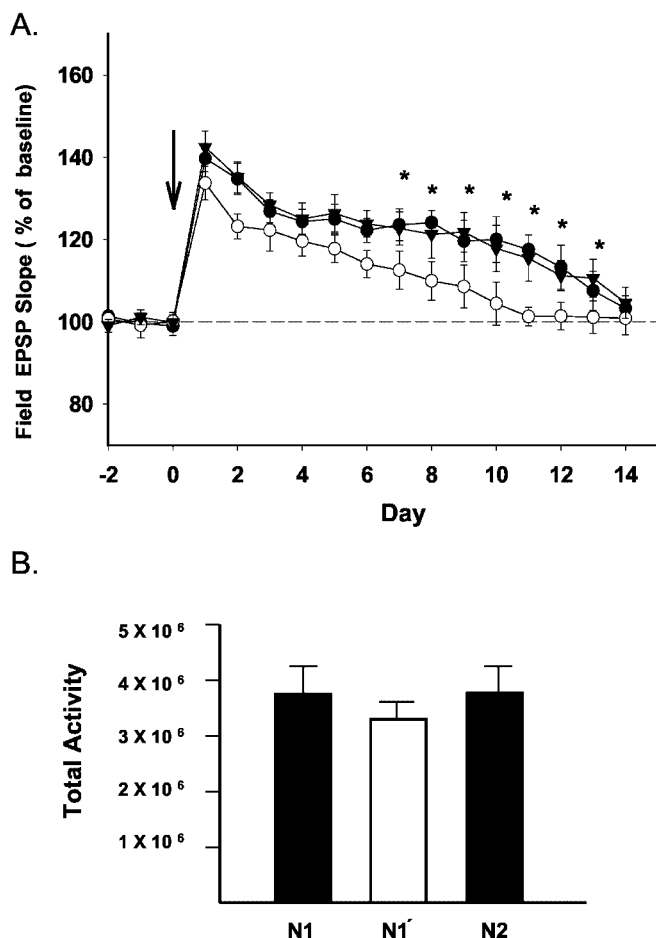 A.
Field EPSP Slope ( % of baseline)
160
140
120
100
80
* * * * * * *
-2 0 2 4 6 8 10 12 14
Day
B.
Total Activity
5 X 10 6
4 X 10 6
3 X 10 6
2 X 10 6
1 X 10 6
N1 N1´ N2